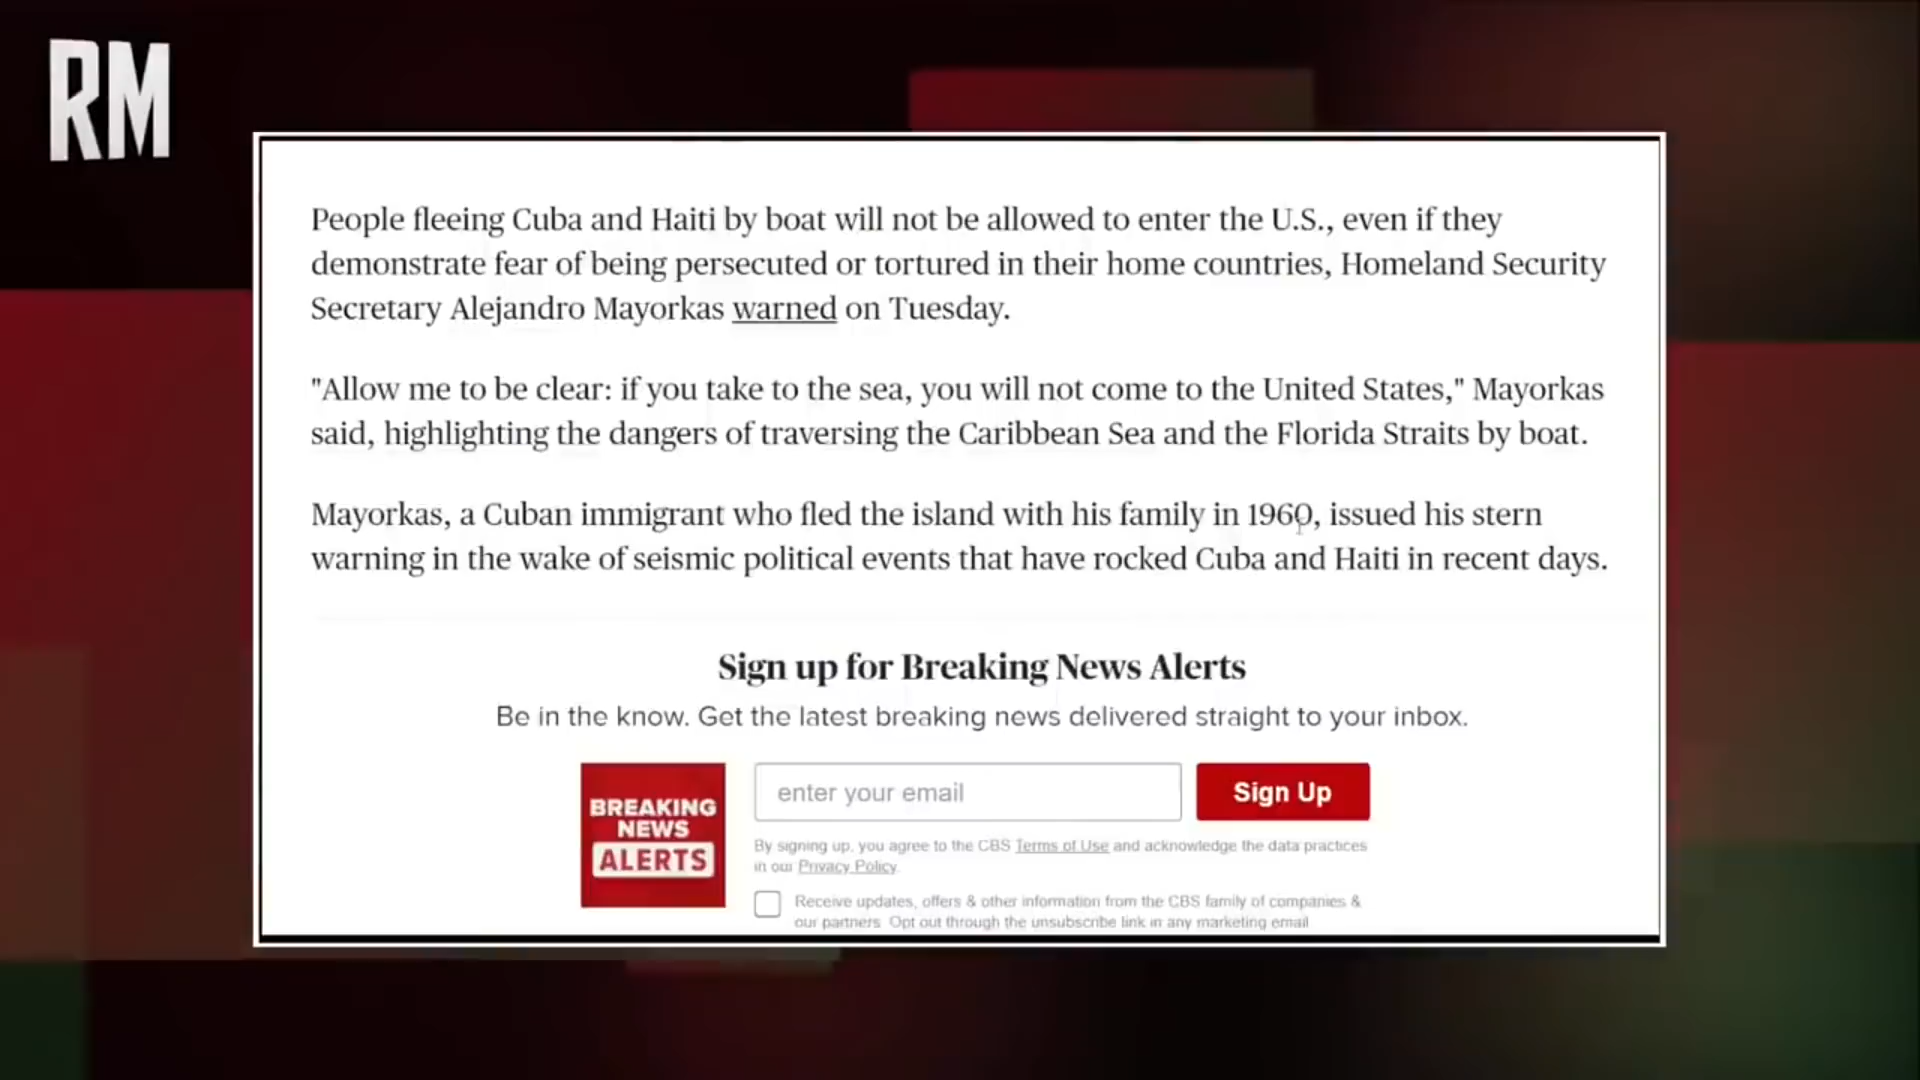 RM
People fleeing Cuba and Haiti by boat will not be allowed to enter the U.S., even if they
demonstrate fear of being persecuted or tortured in their home countries, Homeland Security
Secretary Alejandro Mayorkas warned on Tuesday.
"Allow me to be clear: if you take to the sea, you will not come to the United States," Mayorkas
said, highlighting the dangers of traversing the Caribbean Sea and the Florida Straits by boat.
Mayorkas, a Cuban immigrant who fled the island with his family in 1960, issued his stern
warning in the wake of seismic political events that have rocked Cuba and Haiti in recent days.
Sign up for Breaking News Alerts
Be in the know. Get the latest breaking news delivered straight to your inbox.
BREAKING
NEWS
ALERTS
enter your email
Sign Up
By signing up, you agree to the CBS Terms of Use and acknowledge the data practices
in our Privacy Policy.
Receive updates, offers & other information from the CBS family of companies &
our partners. Opt out through the unsubscribe link in any marketing email